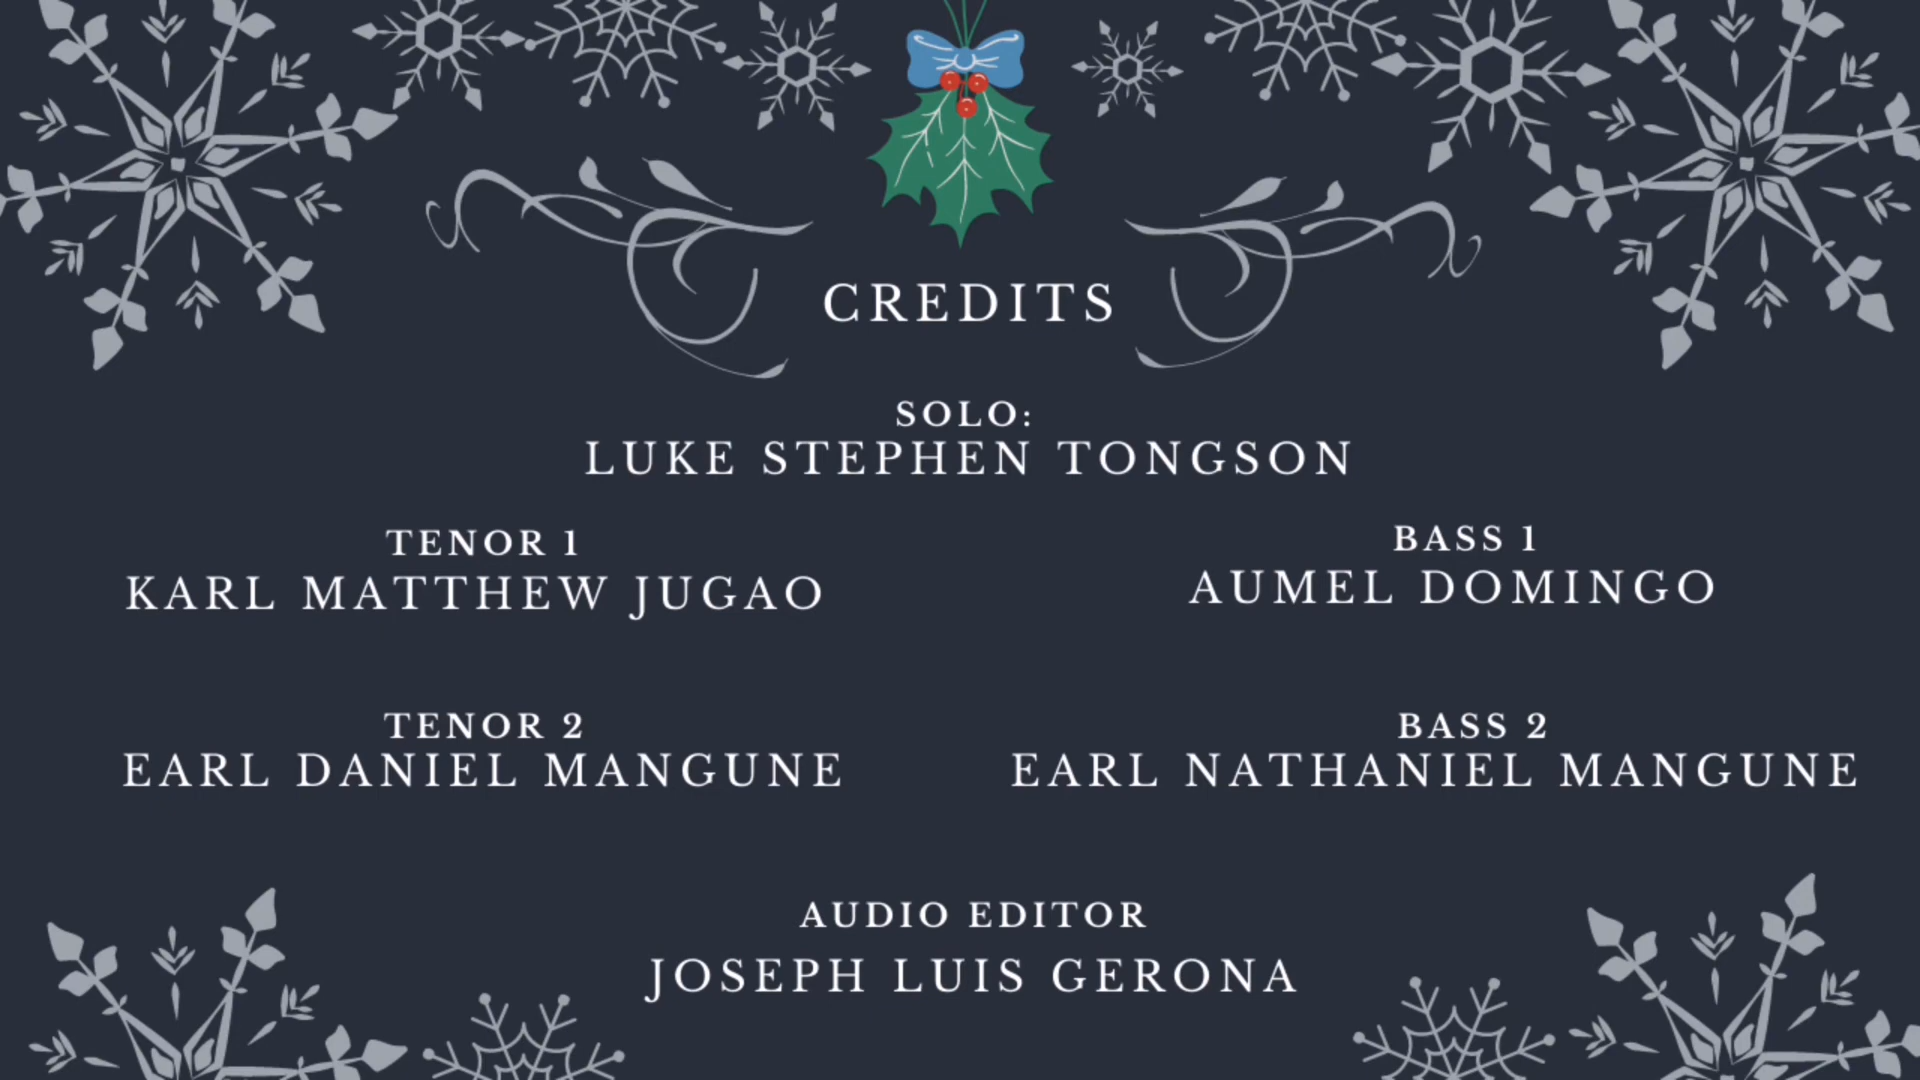 CREDITS
SOLO:
LUKE STEPHEN TONGSON
TENOR 1
KARL MATTHEW JUGAO
BASS 1
AUMEL DOMINGO
TENOR 2
EARL DANIEL MANGUNE
BASS 2
EARL NATHANIEL MANGUNE
AUDIO EDITOR
JOSEPH LUIS GERONA